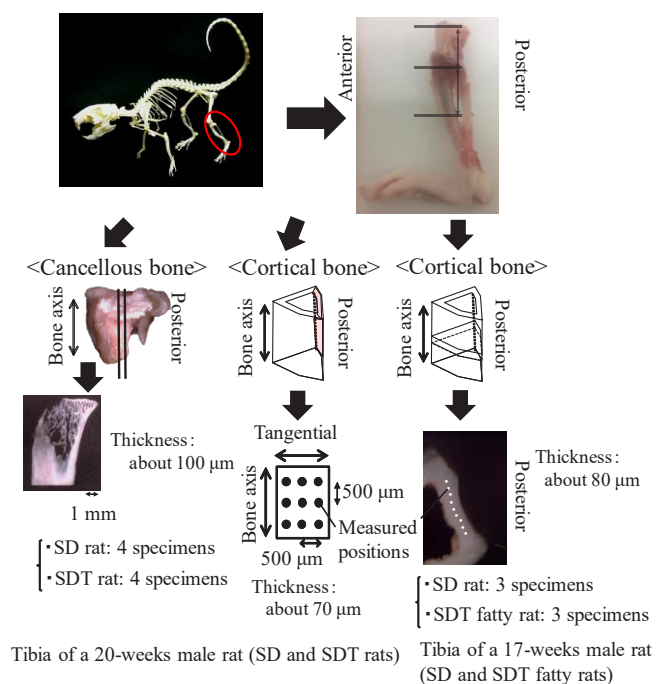 Anterior
Posterior
<Cancellous bone>
<Cortical bone>
<Cortical bone>
Bone axis
Posterior
Bone axis
Posterior
Bone axis
Posterior
Thickness:
about 100 μm
1 mm
・SD rat: 4 specimens
・SDT rat: 4 specimens
Tangential
Bone axis
500 μm
Measured
positions
500 μm
Thickness:
about 70 μm
Posterior
Thickness:
about 80 μm
・SD rat: 3 specimens
・SDT fatty rat: 3 specimens
Tibia of a 20-weeks male rat (SD and SDT rats)
Tibia of a 17-weeks male rat
(SD and SDT fatty rats)